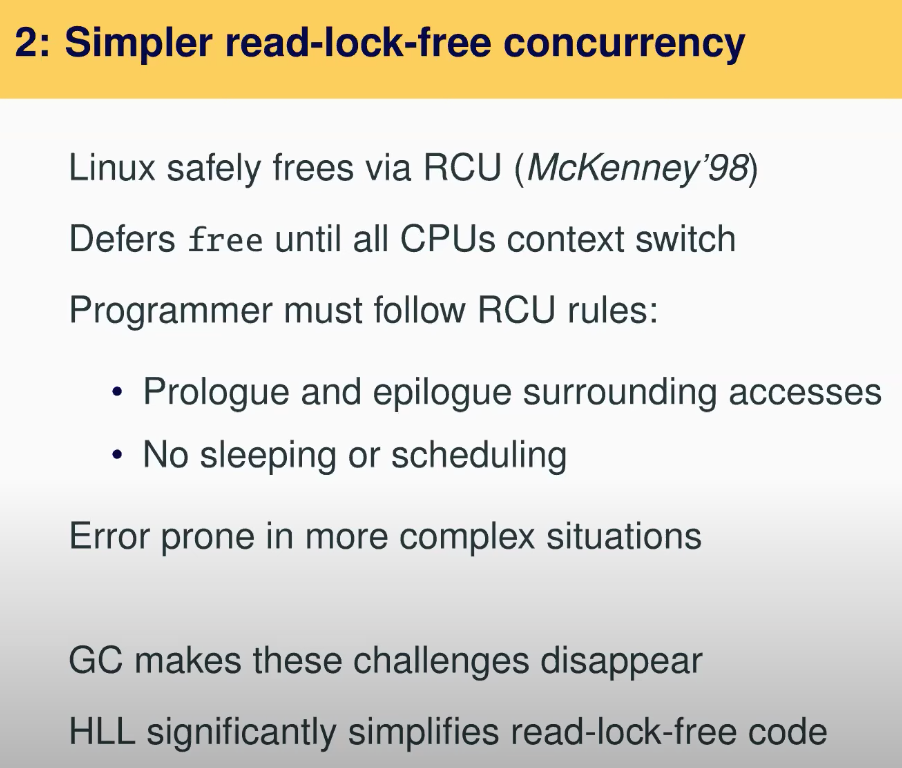 2: Simpler read-lock-free concurrency
Linux safely frees via RCU (McKenney’98)
Defers free until all CPUs context switch
Programmer must follow RCU rules:
• Prologue and epilogue surrounding accesses
• No sleeping or scheduling
Error prone in more complex situations
GC makes these challenges disappear
HLL significantly simplifies read-lock-free code